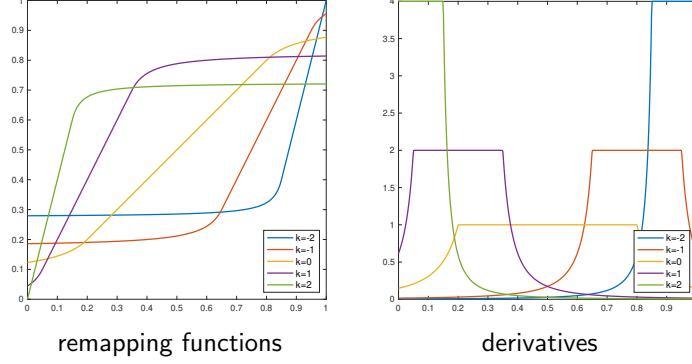 1
0.9
0.8
0.7
0.6
0.5
0.4
0.3
0.2
0.1
0
0 0.1 0.2 0.3 0.4 0.5 0.6 0.7 0.8 0.9 1
k=-2
k=-1
k=0
k=1
k=2
remapping functions
4
3.5
3
2.5
2
1.5
1
0.5
0
0 0.1 0.2 0.3 0.4 0.5 0.6 0.7 0.8 0.9
k=-2
k=-1
k=0
k=1
k=2
derivatives